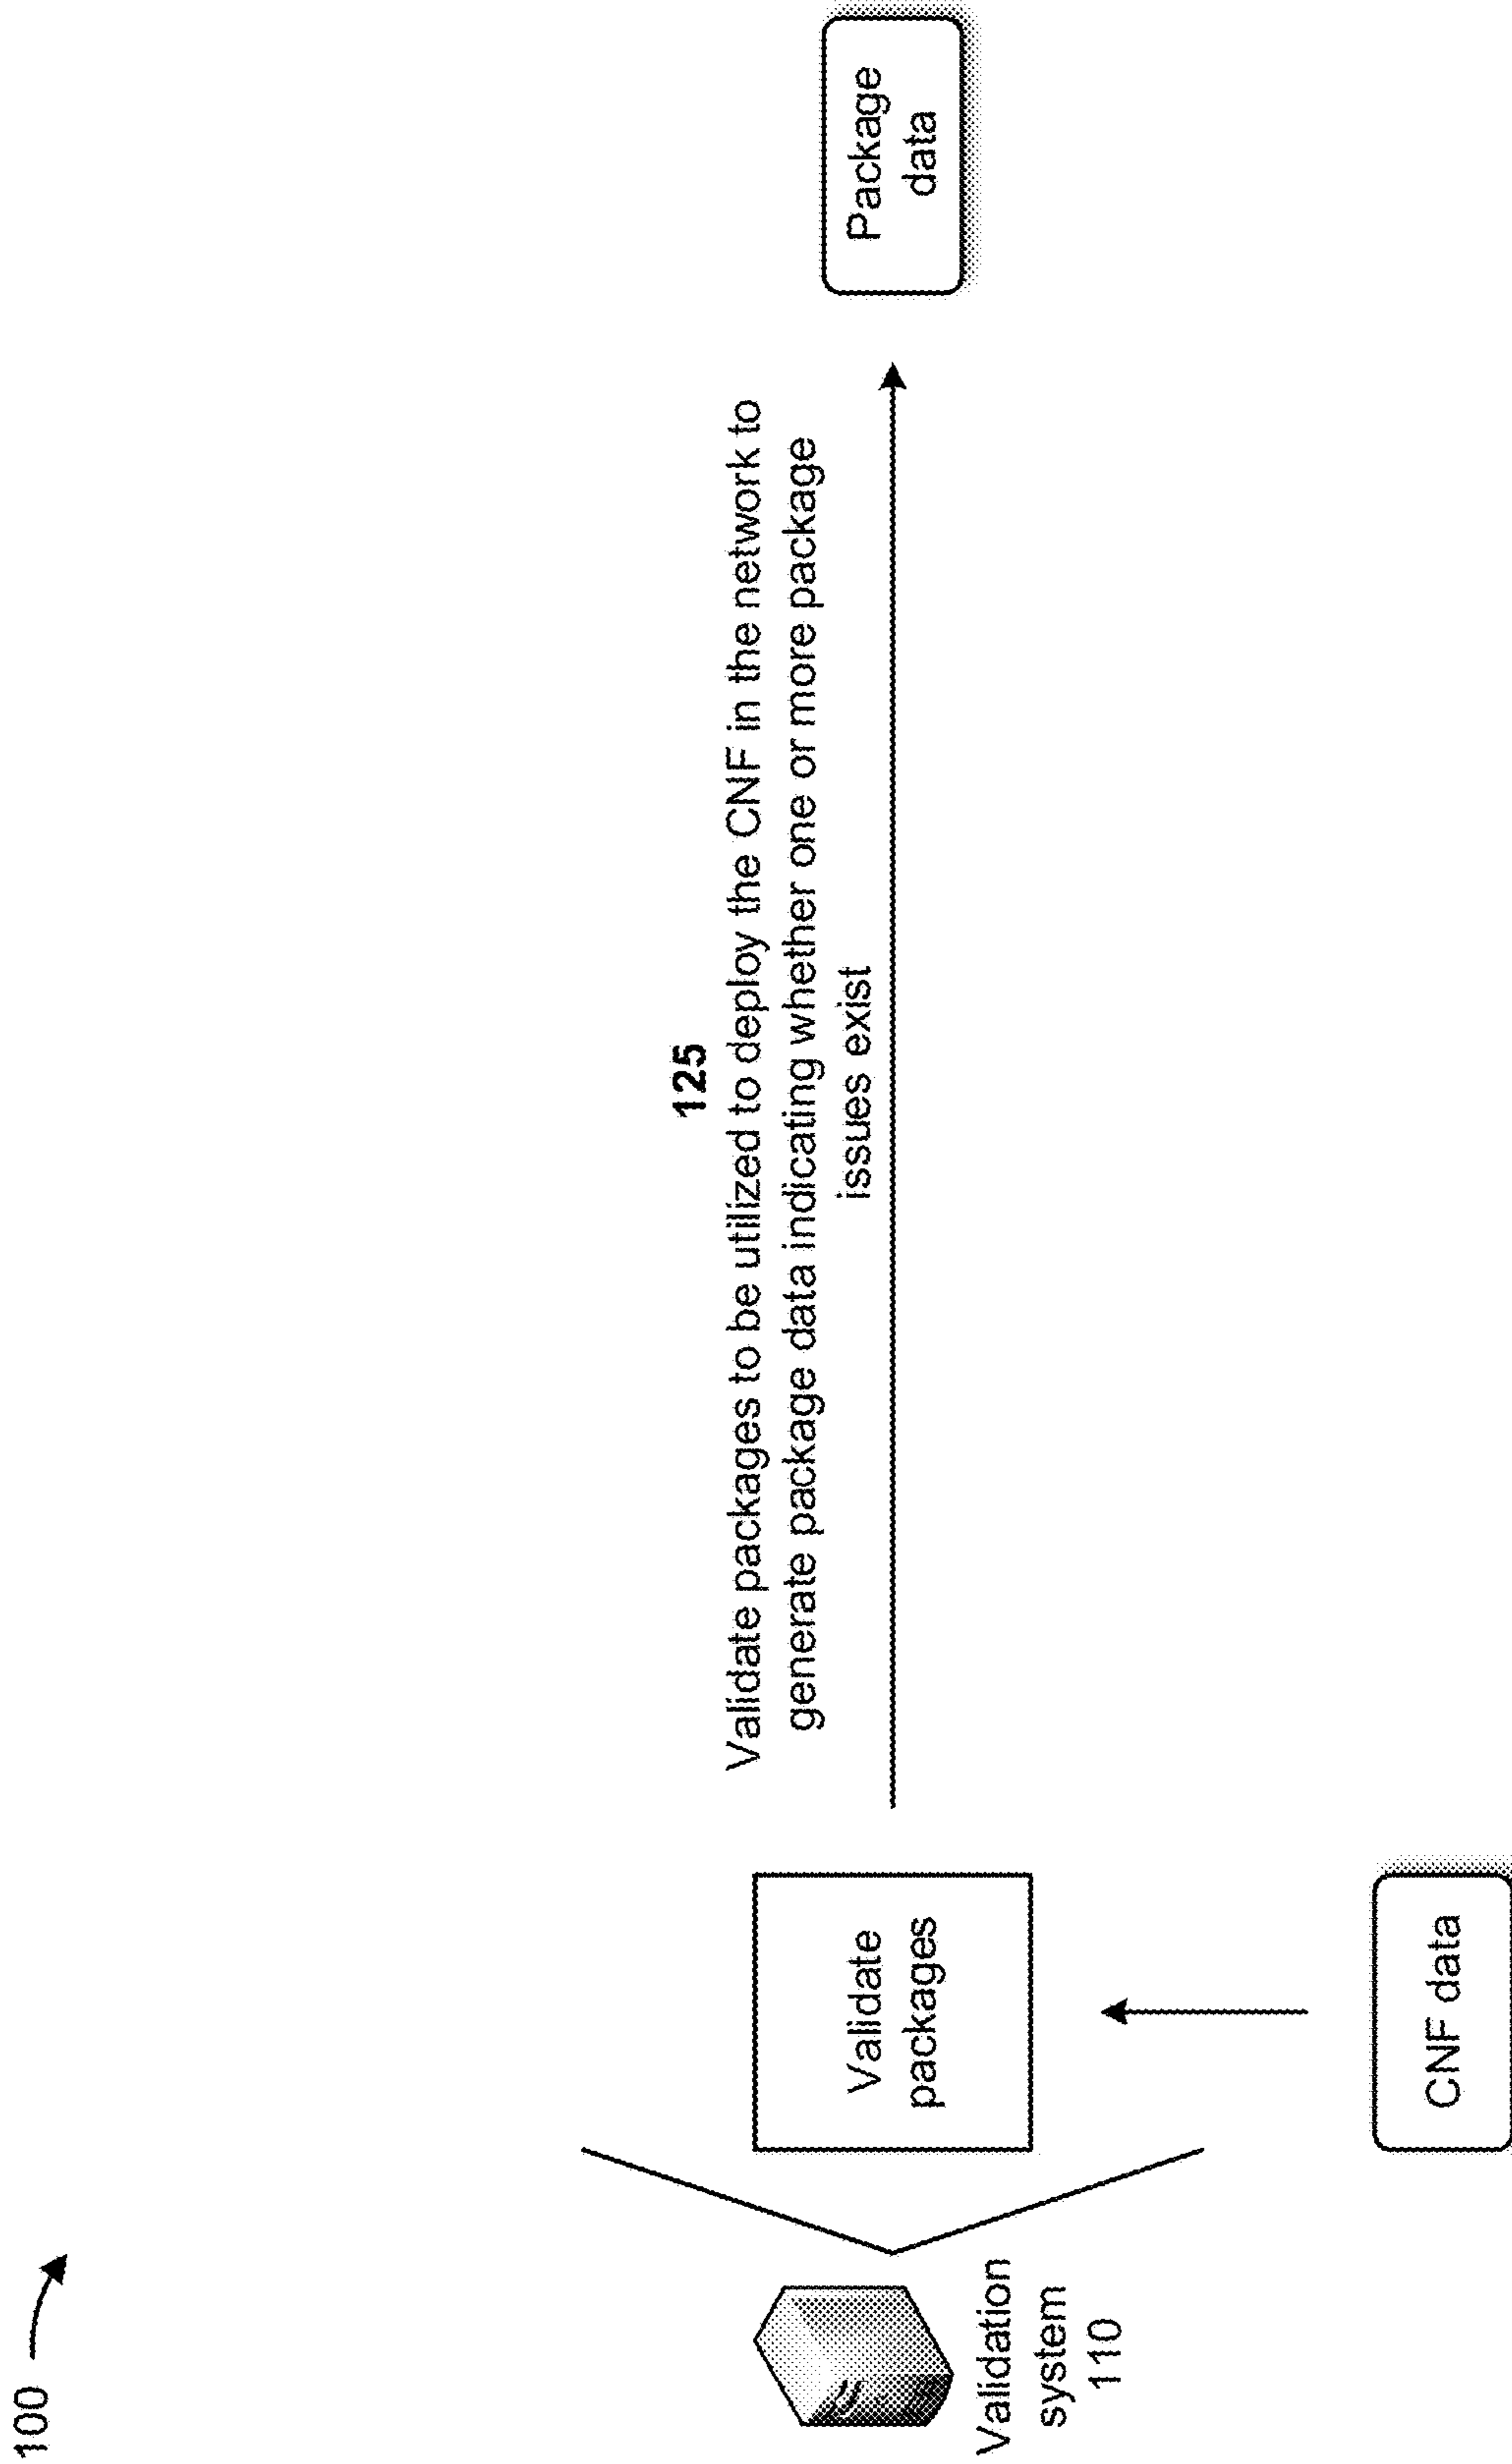 100
125
Validate packages to be utilized to deploy the CNF in the network to
generate package data indicating whether one or more package
issues exist
Validation
system
110
Validate
packages
Package
data
CNF data